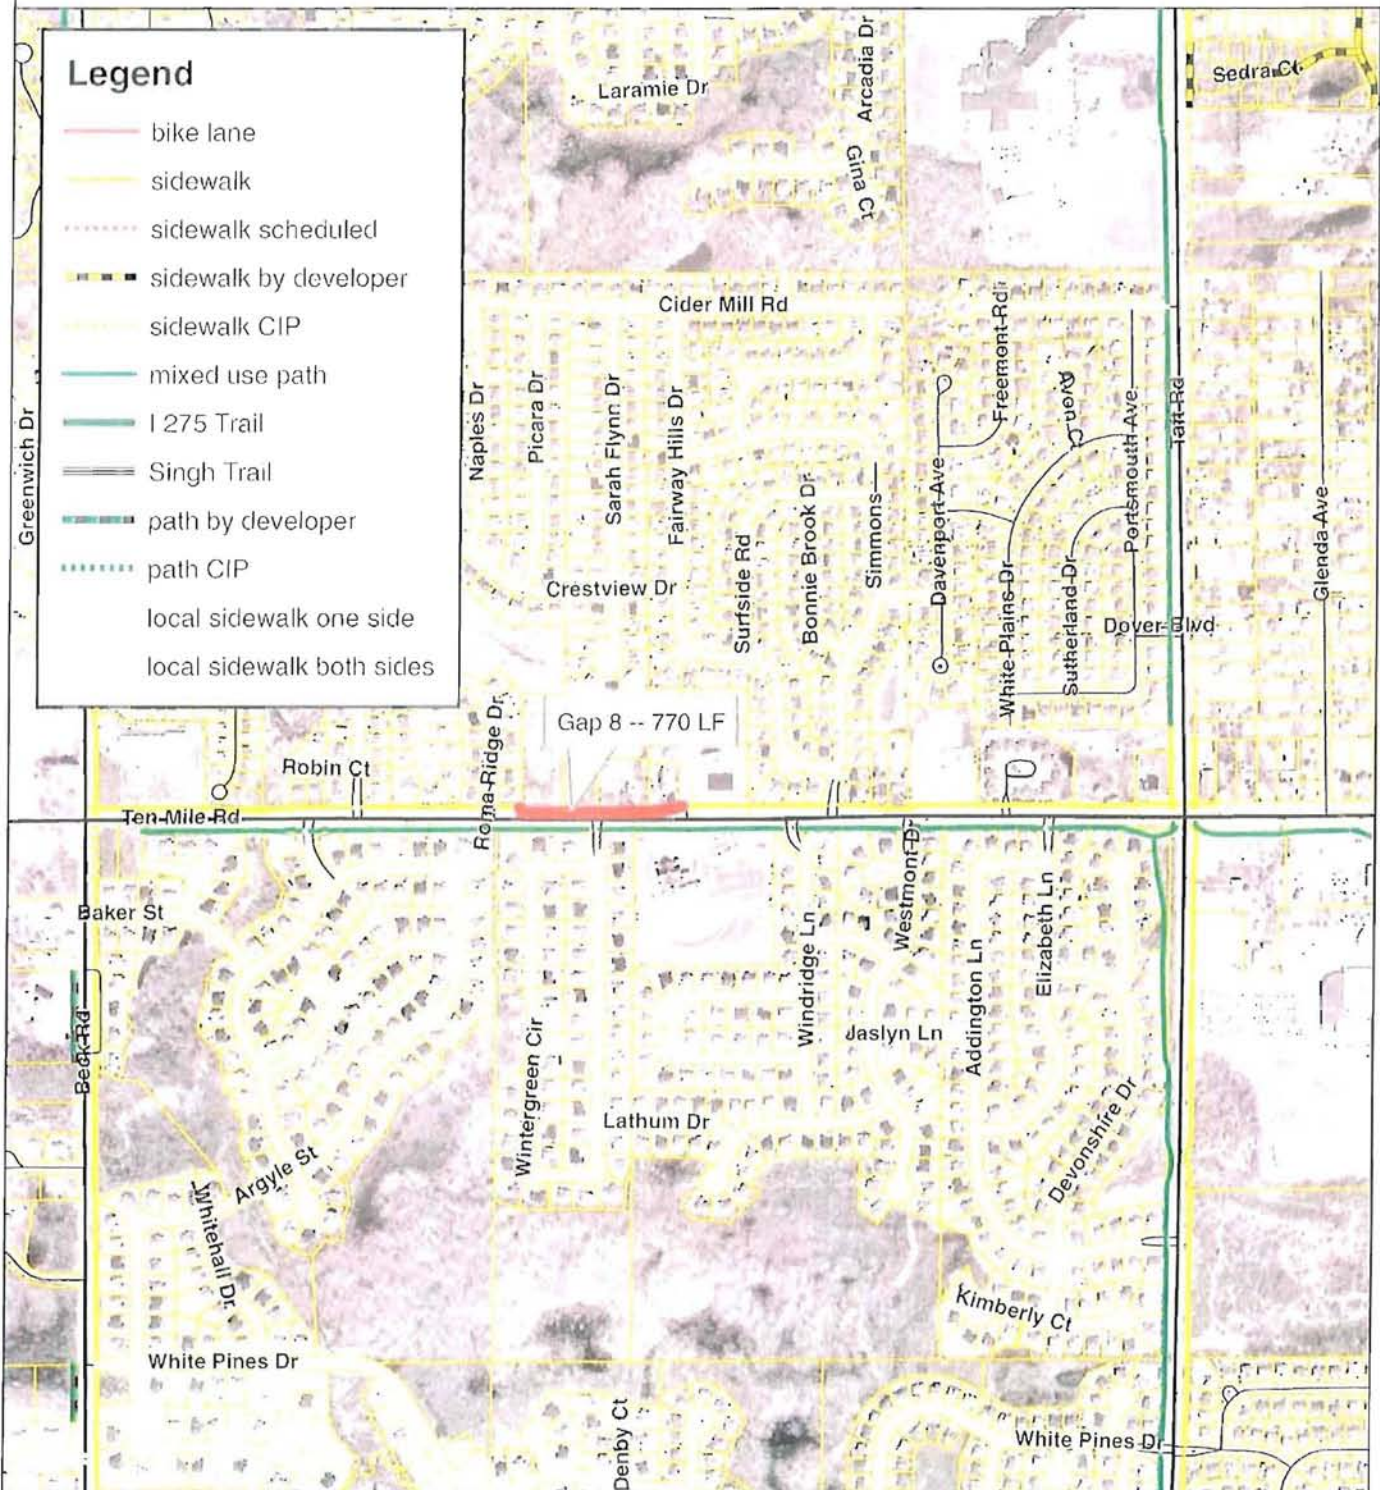 Legend
bike lane
sidewalk
sidewalk scheduled
sidewalk by developer
sidewalk CIP
mixed use path
I 275 Trail
Singh Trail
path by developer
path CIP
local sidewalk one side
local sidewalk both sides
Laramie Dr
Arcadia Dr
Gina Ct
Sedra Ct
Cider Mill Rd
Greenwich Dr
Naples Dr
Picara Dr
Sarah Flynn Dr
Fairway Hills Dr
Surfside Rd
Bonnie Brook Dr
Simmons
Davenport Ave
Freemont Rd
Avon C
Portsmouth Ave
Taft Rd
Glenda Ave
White Plains Dr
Sutherland Dr
Dover Blvd
Crestview Dr
Roma Ridge Dr
Gap 8 -- 770 LF
Robin Ct
Ten Mile Rd
Baker St
Beck Rd
Wintergreen Cir
Windridge Ln
Westmont Dr
Jaslyn Ln
Addington Ln
Elizabeth Ln
Devonshire Dr
Lathum Dr
Argyle St
Whitehall Dr
Kimberly Ct
White Pines Dr
Denby Ct
White Pines Dr